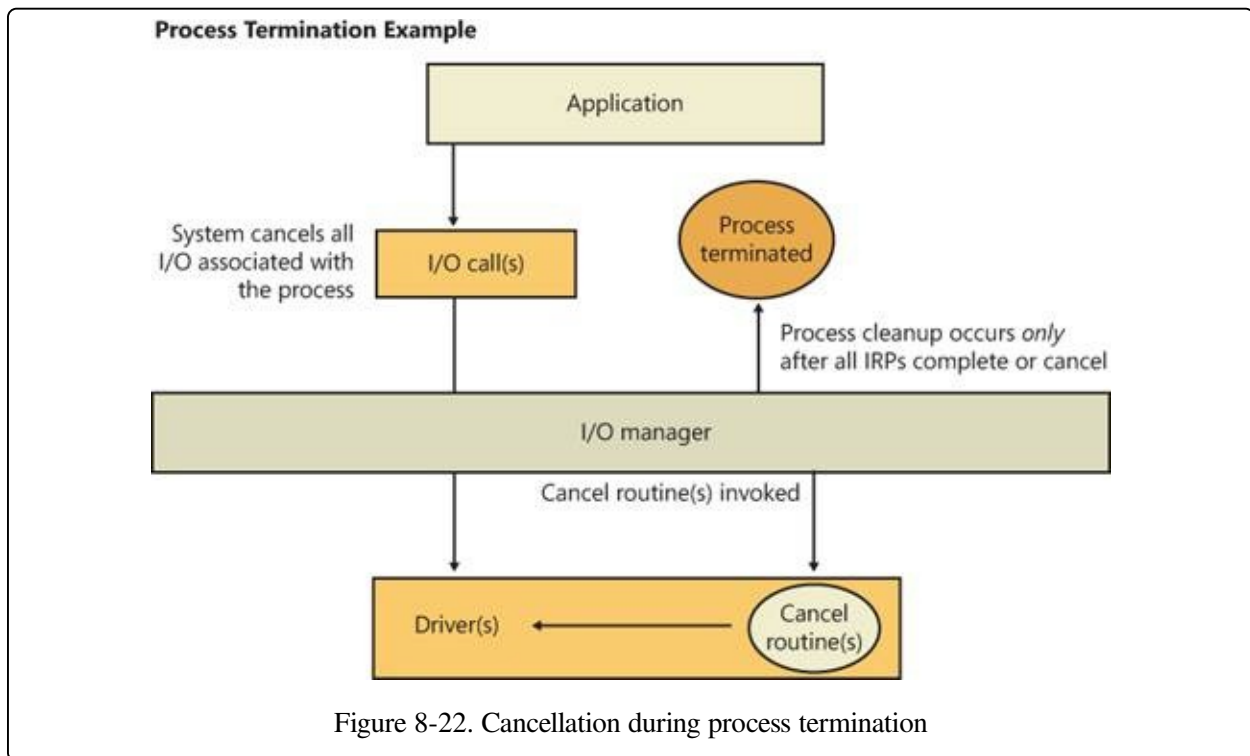 Process Termination Example
Application
System cancels all
I/O associated with
the process
I/O call(s)
Process
terminated
Process cleanup occurs only
after all IRPs complete or cancel
I/O manager
Cancel routine(s) invoked
Driver(s)
Cancel
routine(s)
Figure 8-22. Cancellation during process termination